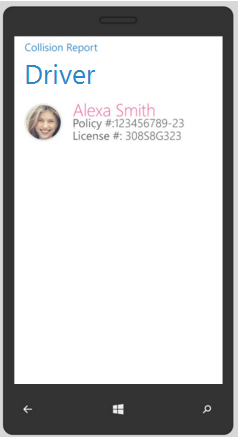 Collision Report
Driver
Alexa Smith
Policy #:123456789-23
License #: 308S8G323